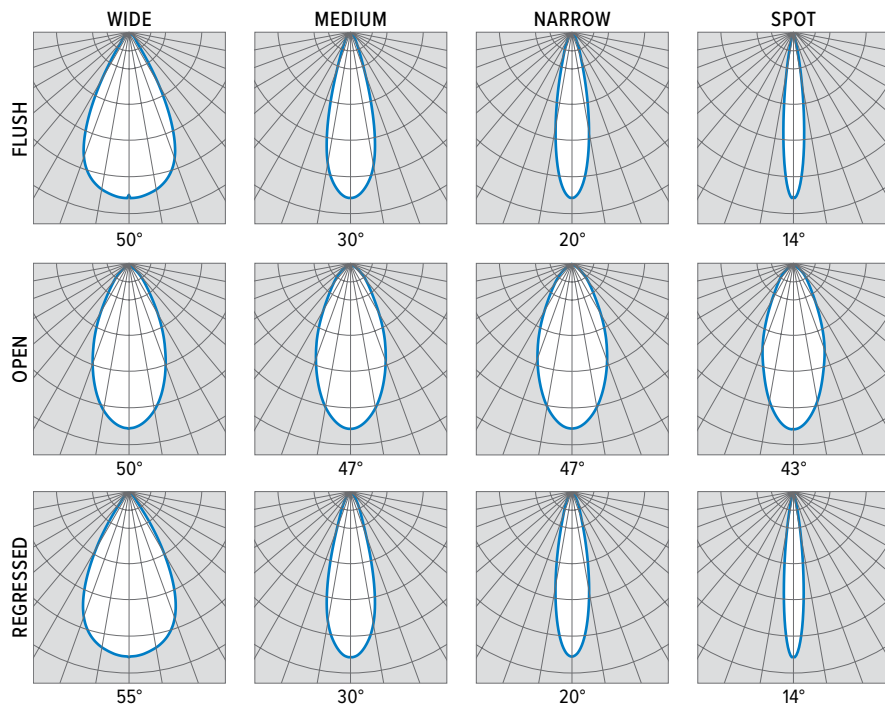 WIDE MEDIUM NARROW SPOT
FLUSH
50° 30° 20° 14°
OPEN
50° 47° 47° 43°
REGRESSED
55° 30° 20° 14°